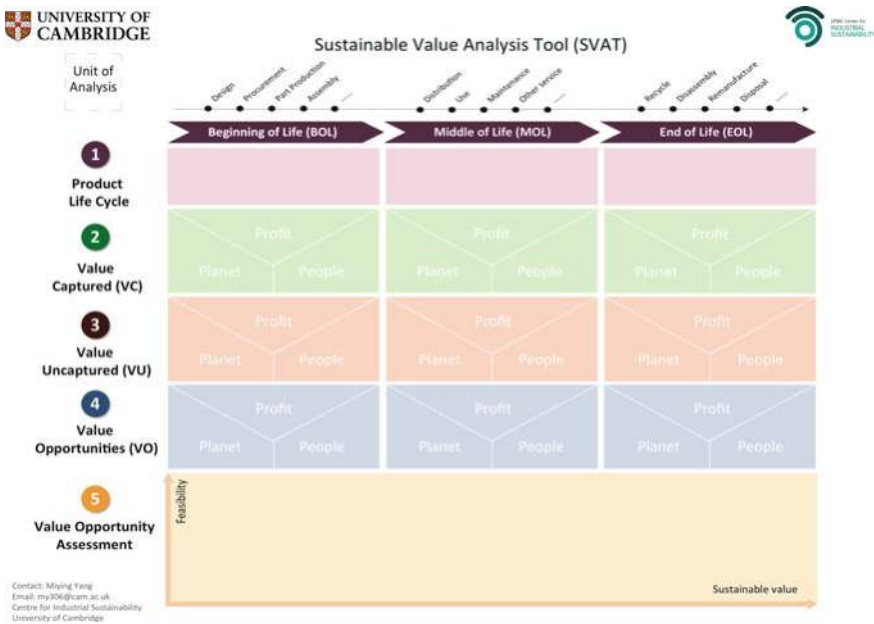 UNIVERSITY OF
CAMBRIDGE
Sustainable Value Analysis Tool (SVAT)
EPSRC Centre for
INDUSTRIAL
SUSTAINABILITY
Unit of
Analysis
Design
Procurement
Part Production
Assembly
......
Distribution
Use
Maintenance
Other service
......
Recycle
Disassembly
Remanufacture
Disposal
......
Beginning of Life (BOL)
Middle of Life (MOL)
End of Life (EOL)
1
Product
Life Cycle
2
Value
Captured (VC)
Profit
Planet
People
Profit
Planet
People
Profit
Planet
People
3
Value
Uncaptured (VU)
Profit
Planet
People
Profit
Planet
People
Profit
Planet
People
4
Value
Opportunities (VO)
Profit
Planet
People
Profit
Planet
People
Profit
Planet
People
5
Value Opportunity
Assessment
Feasibility
Sustainable value
Contact: Miying Yang
Email: my306@cam.ac.uk
Centre for Industrial Sustainability
University of Cambridge